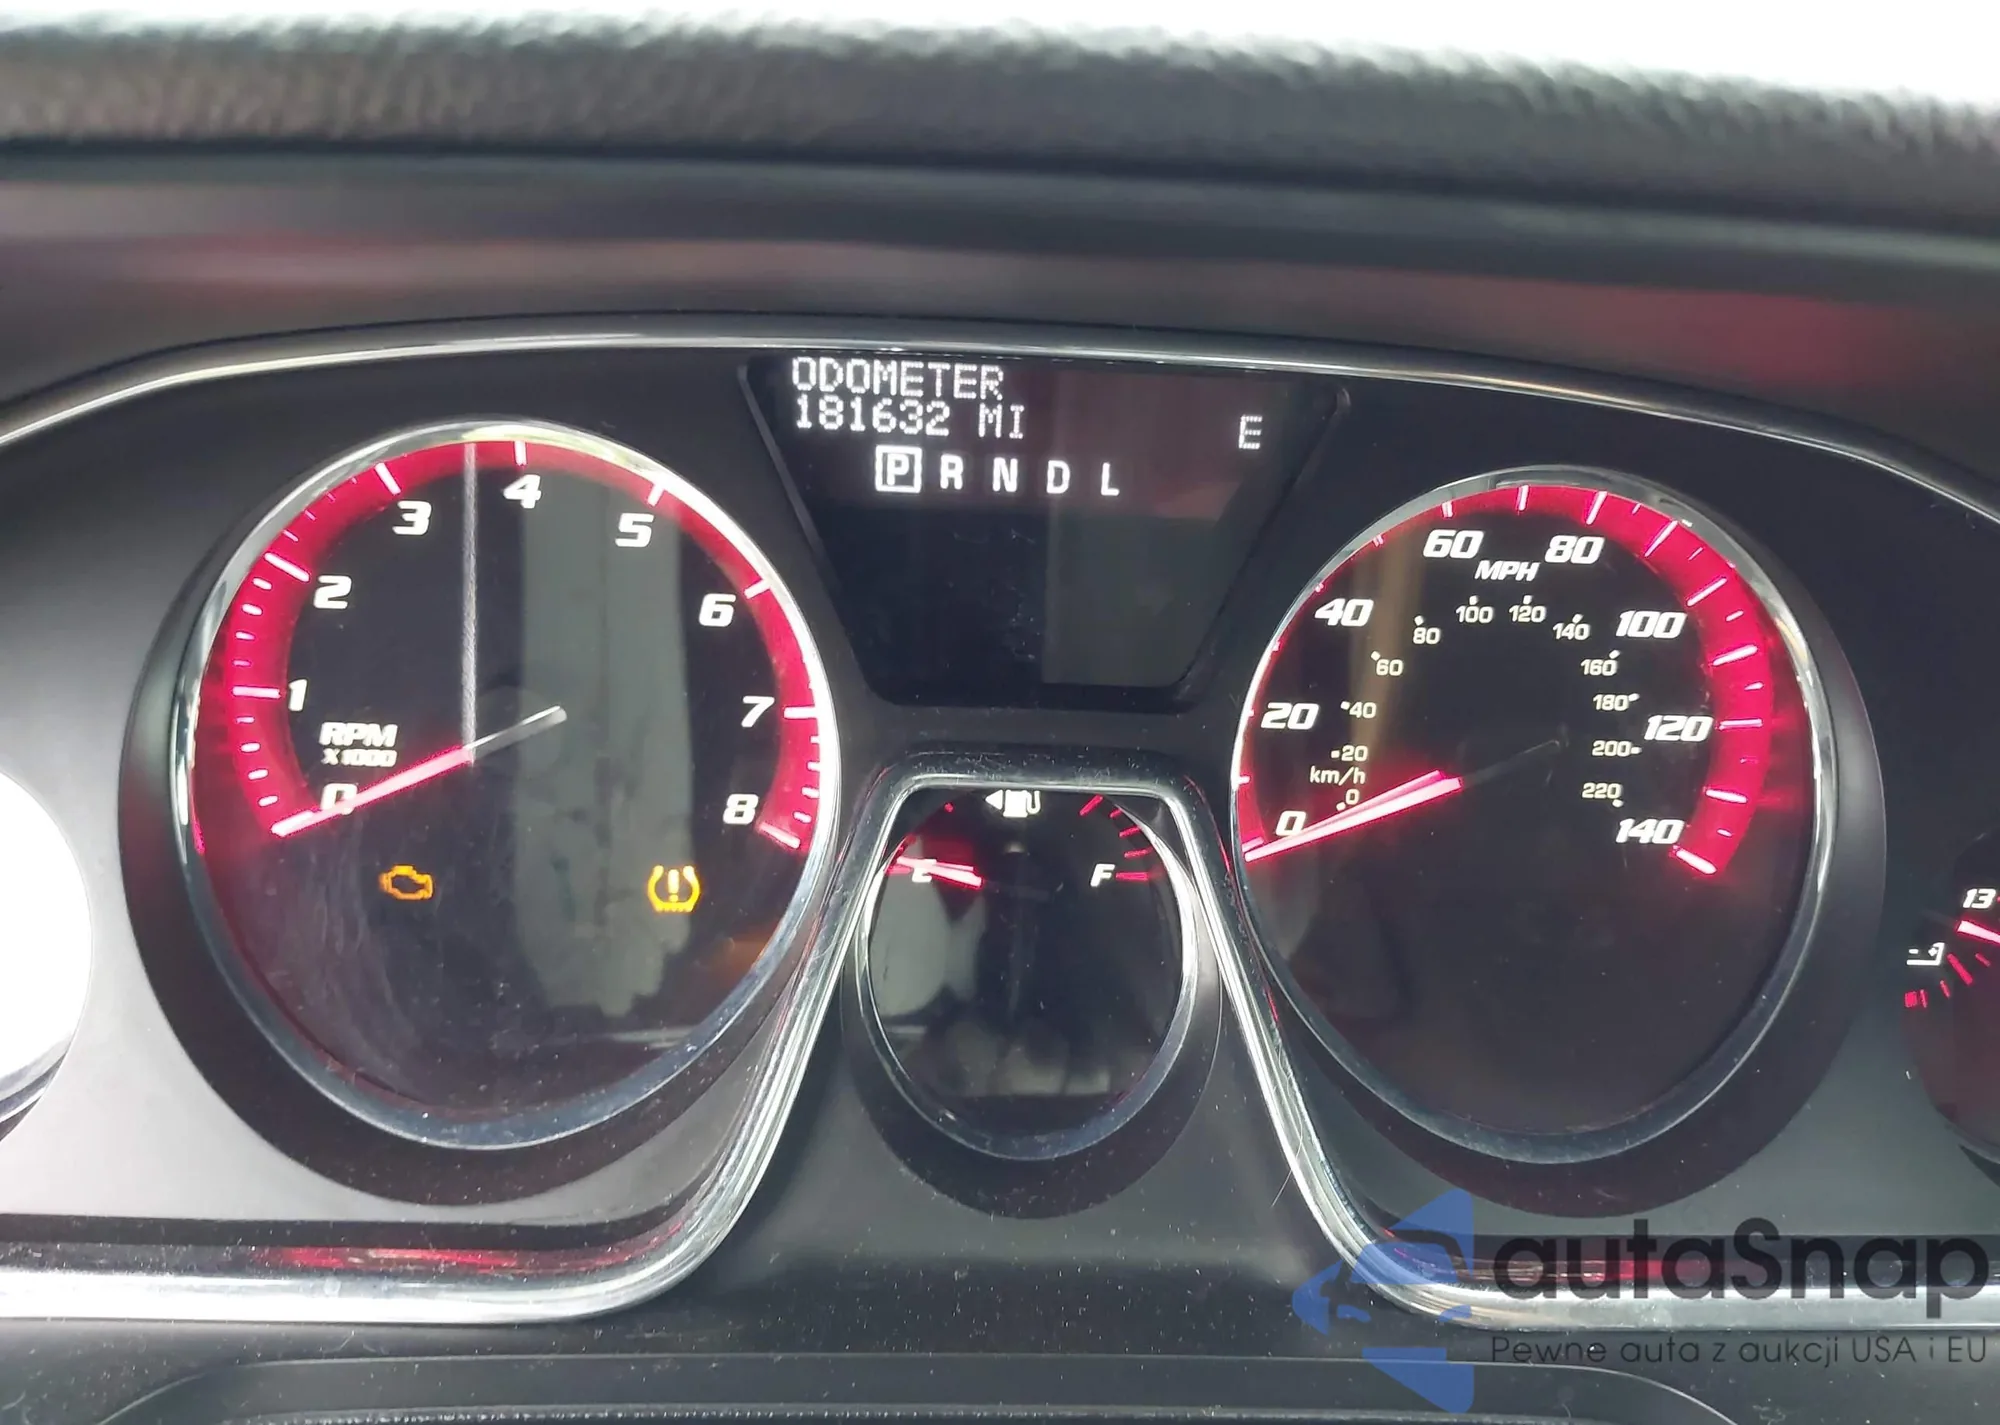 ODOMETER
181632 MI
E
P R N D L
0 1 2 3 4 5 6 7 8
RPM
X1000
0 20 40 60 80 100 120 140
MPH
0 20 40 60 80 100 120 140 160 180 200 220
km/h
E F
13
autaSnap
Pewne auta z aukcji USA i EU